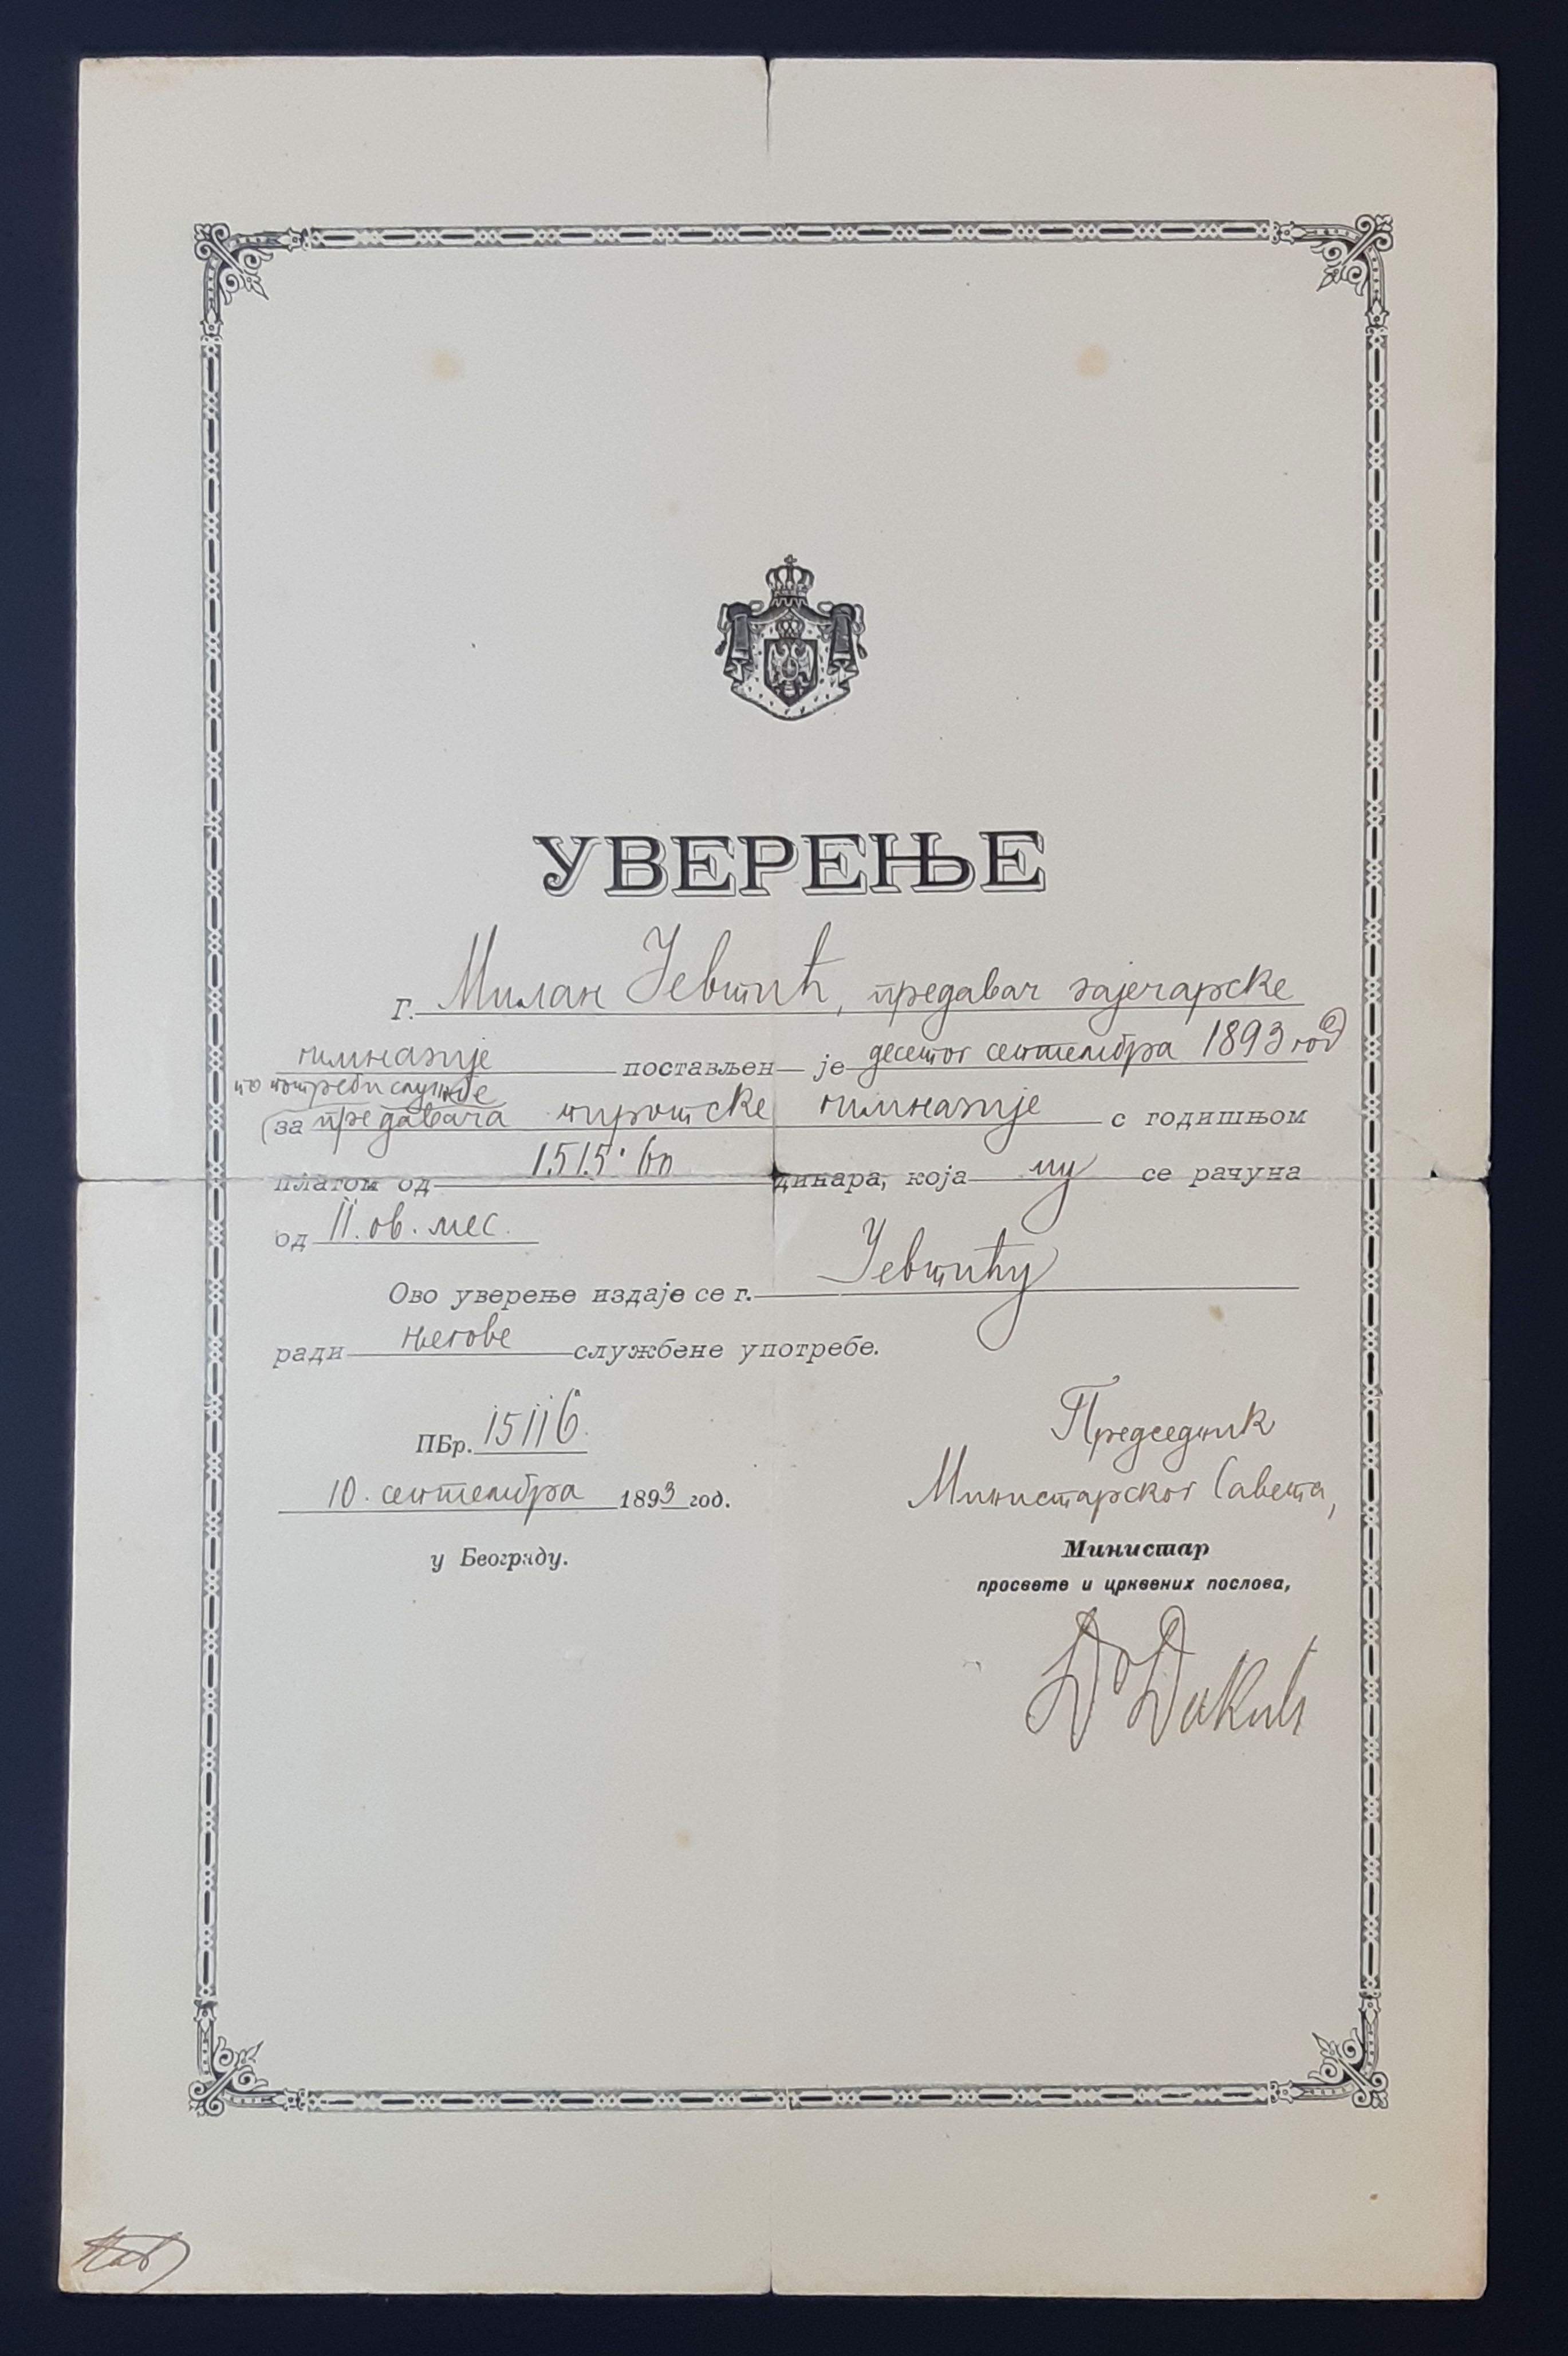 УВЕРЕЊЕ
г. Милан Јевтић, предавач зајечарске
гимназије постављен је десетог септембра 1893 год
по потреби службе
(за предавача пиротске гимназије с годишњом
платом од 1515·60 динара, која му се рачуна
од 11. ов. мес.
Ово уверење издаје се г. Јевтићу
ради његове службене употребе.
ПБр. 15116
10. септембра 1893 год.
у Београду.
Председник
Министарског Савета,
Министар
просвете и црквених послова,
Др Докић